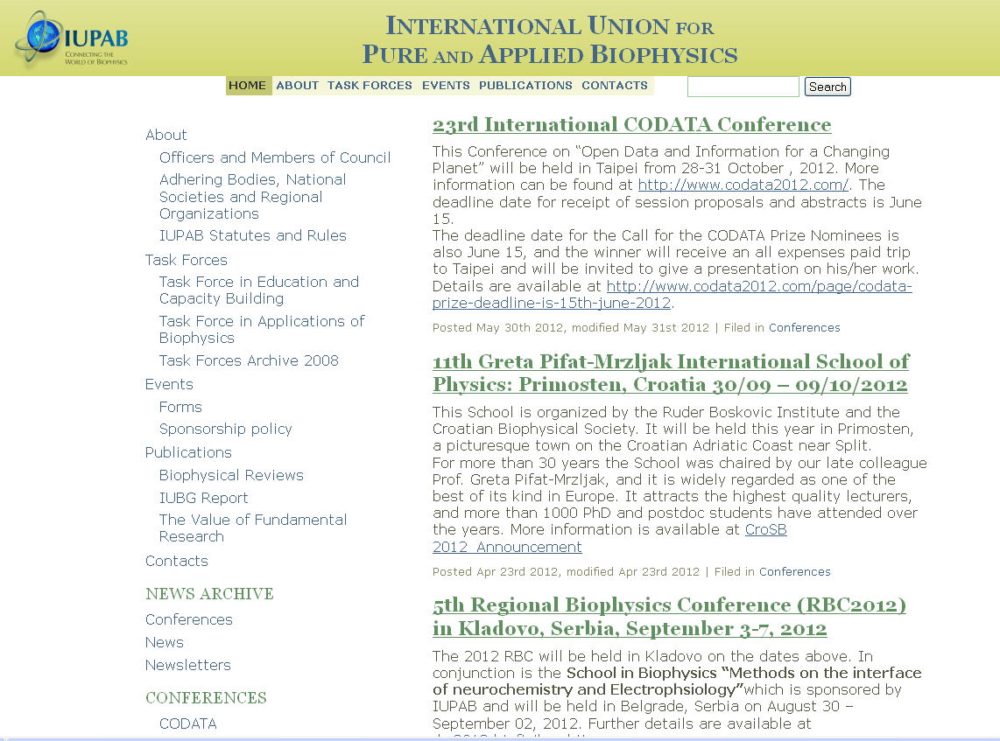 IUPAB
CONNECTING THE
WORLD OF BIOPHYSICS
INTERNATIONAL UNION FOR
PURE AND APPLIED BIOPHYSICS
HOME ABOUT TASK FORCES EVENTS PUBLICATIONS CONTACTS
Search
About
Officers and Members of Council
Adhering Bodies, National
Societies and Regional
Organizations
IUPAB Statutes and Rules
Task Forces
Task Force in Education and
Capacity Building
Task Force in Applications of
Biophysics
Task Forces Archive 2008
Events
Forms
Sponsorship policy
Publications
Biophysical Reviews
IUBG Report
The Value of Fundamental
Research
Contacts
NEWS ARCHIVE
Conferences
News
Newsletters
CONFERENCES
CODATA
23rd International CODATA Conference
This Conference on “Open Data and Information for a Changing
Planet” will be held in Taipei from 28-31 October , 2012. More
information can be found at http://www.codata2012.com/. The
deadline date for receipt of session proposals and abstracts is June
15.
The deadline date for the Call for the CODATA Prize Nominees is
also June 15, and the winner will receive an all expenses paid trip
to Taipei and will be invited to give a presentation on his/her work.
Details are available at http://www.codata2012.com/page/codata-
prize-deadline-is-15th-june-2012.
Posted May 30th 2012, modified May 31st 2012 | Filed in Conferences
11th Greta Pifat-Mrzljak International School of
Physics: Primosten, Croatia 30/09 – 09/10/2012
This School is organized by the Ruder Boskovic Institute and the
Croatian Biophysical Society. It will be held this year in Primosten,
a picturesque town on the Croatian Adriatic Coast near Split.
For more than 30 years the School was chaired by our late colleague
Prof. Greta Pifat-Mrzljak, and it is widely regarded as one of the
best of its kind in Europe. It attracts the highest quality lecturers,
and more than 1000 PhD and postdoc students have attended over
the years. More information is available at CroSB
2012_Announcement
Posted Apr 23rd 2012, modified Apr 23rd 2012 | Filed in Conferences
5th Regional Biophysics Conference (RBC2012)
in Kladovo, Serbia, September 3-7, 2012
The 2012 RBC will be held in Kladovo on the dates above. In
conjunction is the School in Biophysics “Methods on the interface
of neurochemistry and Electrophsiology”which is sponsored by
IUPAB and will be held in Belgrade, Serbia on August 30 –
September 02, 2012. Further details are available at